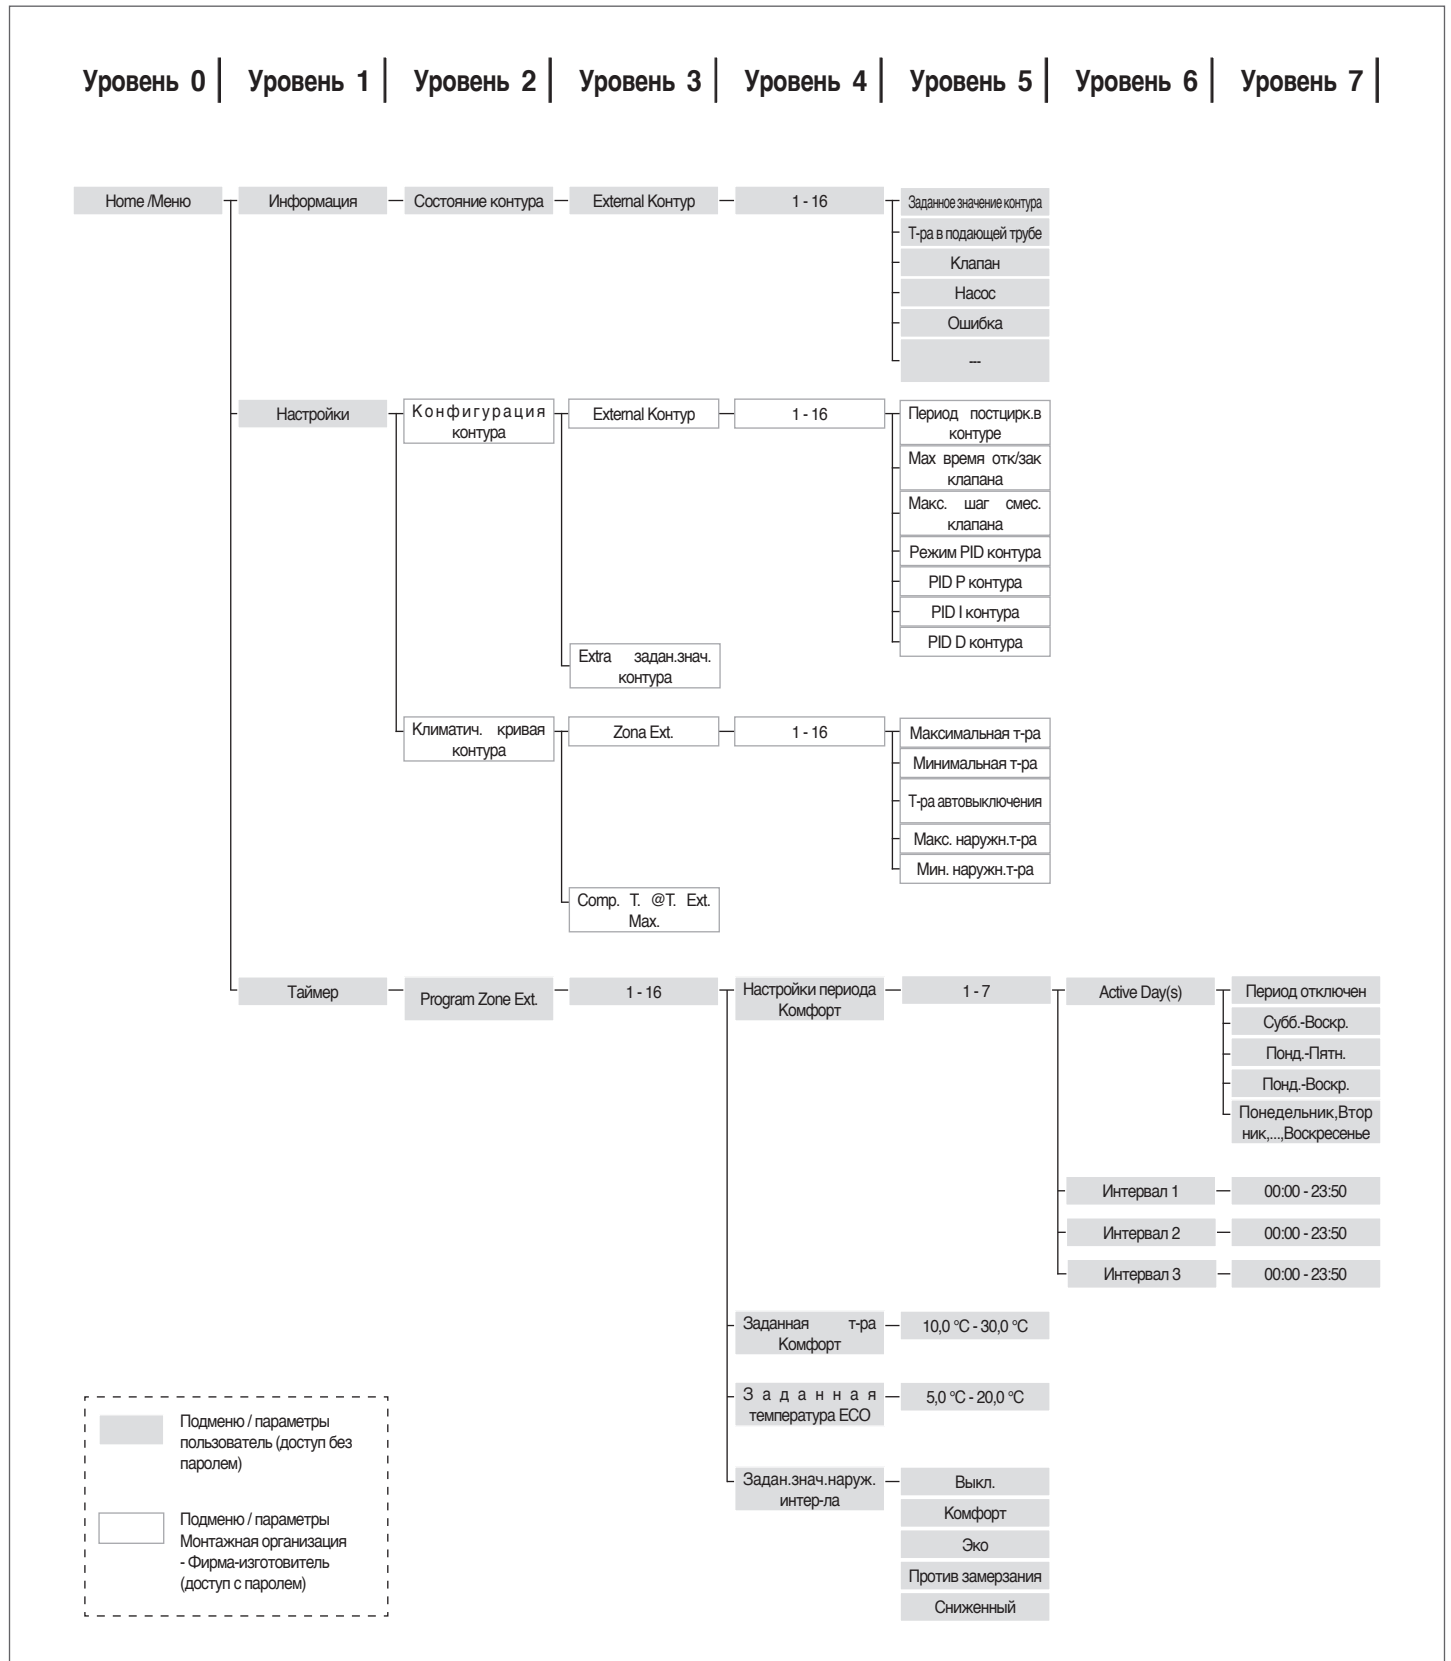 Уровень 0 Уровень 1 Уровень 2 Уровень 3 Уровень 4 Уровень 5 Уровень 6 Уровень 7
Home /Меню Информация Состояние контура External Контур 1 - 16 Заданное значение контура
Т-ра в подающей трубе
Клапан
Насос
Ошибка
---
Настройки
Конфигурация
контура
External Контур
1 - 16
Период постцирк.в
контуре
Мах время отк/зак
клапана
Макс. шаг смес.
клапана
Режим PID контура
PID P контура
PID I контура
PID D контура
Extra задан.знач.
контура
Климатич. кривая
контура
Zona Ext.
1 - 16
Максимальная т-ра
Минимальная т-ра
Т-ра автовыключения
Макс. наружн.т-ра
Мин. наружн.т-ра
Comp. T. @T. Ext.
Max.
Таймер
Program Zone Ext.
1 - 16
Настройки периода
Комфорт
1 - 7
Active Day(s)
Период отключен
Субб.-Воскр.
Понд.-Пятн.
Понд.-Воскр.
Понедельник,Втор
ник,...,Воскресенье
Интервал 1 00:00 - 23:50
Интервал 2 00:00 - 23:50
Интервал 3 00:00 - 23:50
Заданная т-ра
Комфорт
10,0 °C - 30,0 °C
Заданная
температура ECO
5,0 °C - 20,0 °C
Задан.знач.наруж.
интер-ла
Выкл.
Комфорт
Эко
Против замерзания
Сниженный
Подменю / параметры
пользователь (доступ без
паролем)
Подменю / параметры
Монтажная организация
- Фирма-изготовитель
(доступ с паролем)